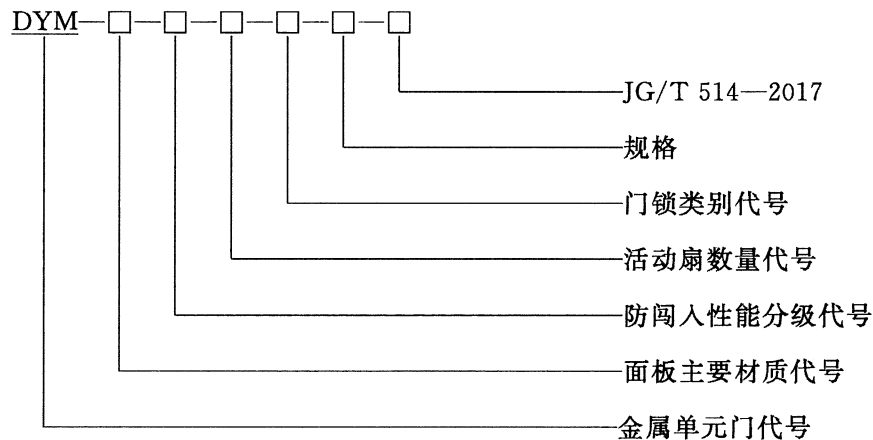 DYM—□—□—□—□—□—□
JG/T 514—2017
规格
门锁类别代号
活动扇数量代号
防闯入性能分级代号
面板主要材质代号
金属单元门代号